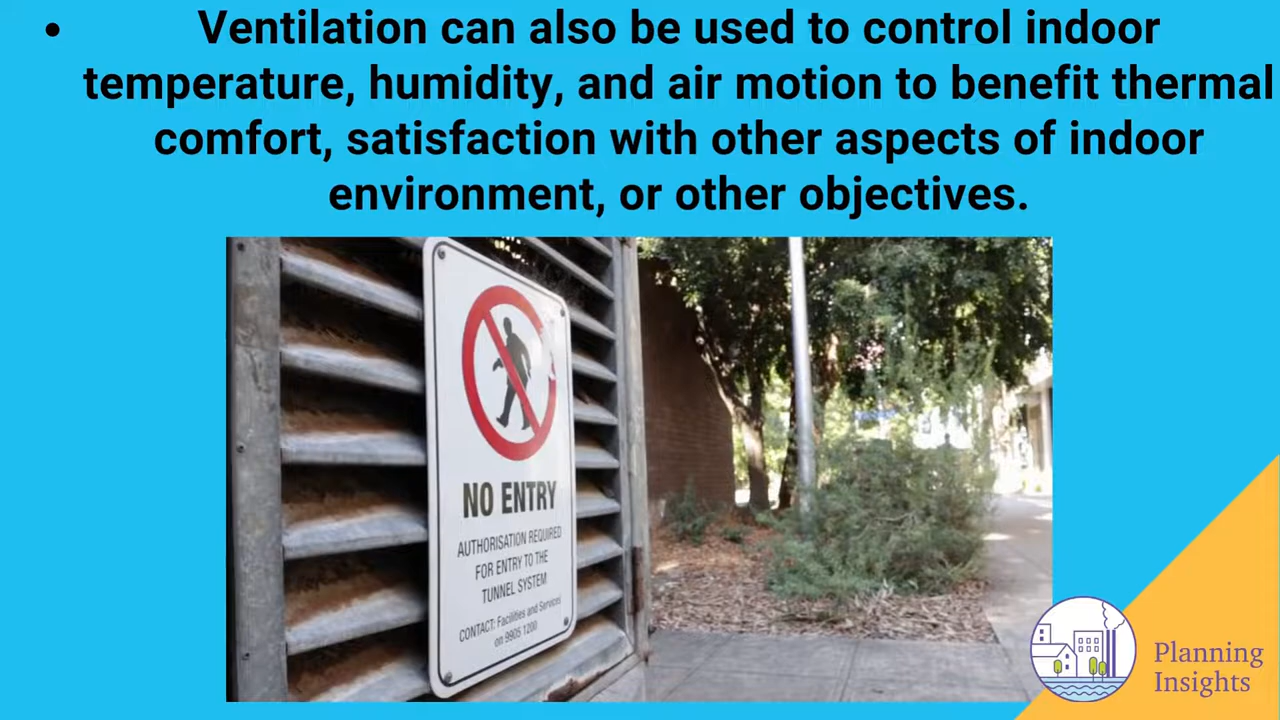 • Ventilation can also be used to control indoor
temperature, humidity, and air motion to benefit thermal
comfort, satisfaction with other aspects of indoor
environment, or other objectives.
NO ENTRY
AUTHORISATION REQUIRED
FOR ENTRY TO THE
TUNNEL SYSTEM
CONTACT: Facilities and Services
on 9905 1200
Planning
Insights